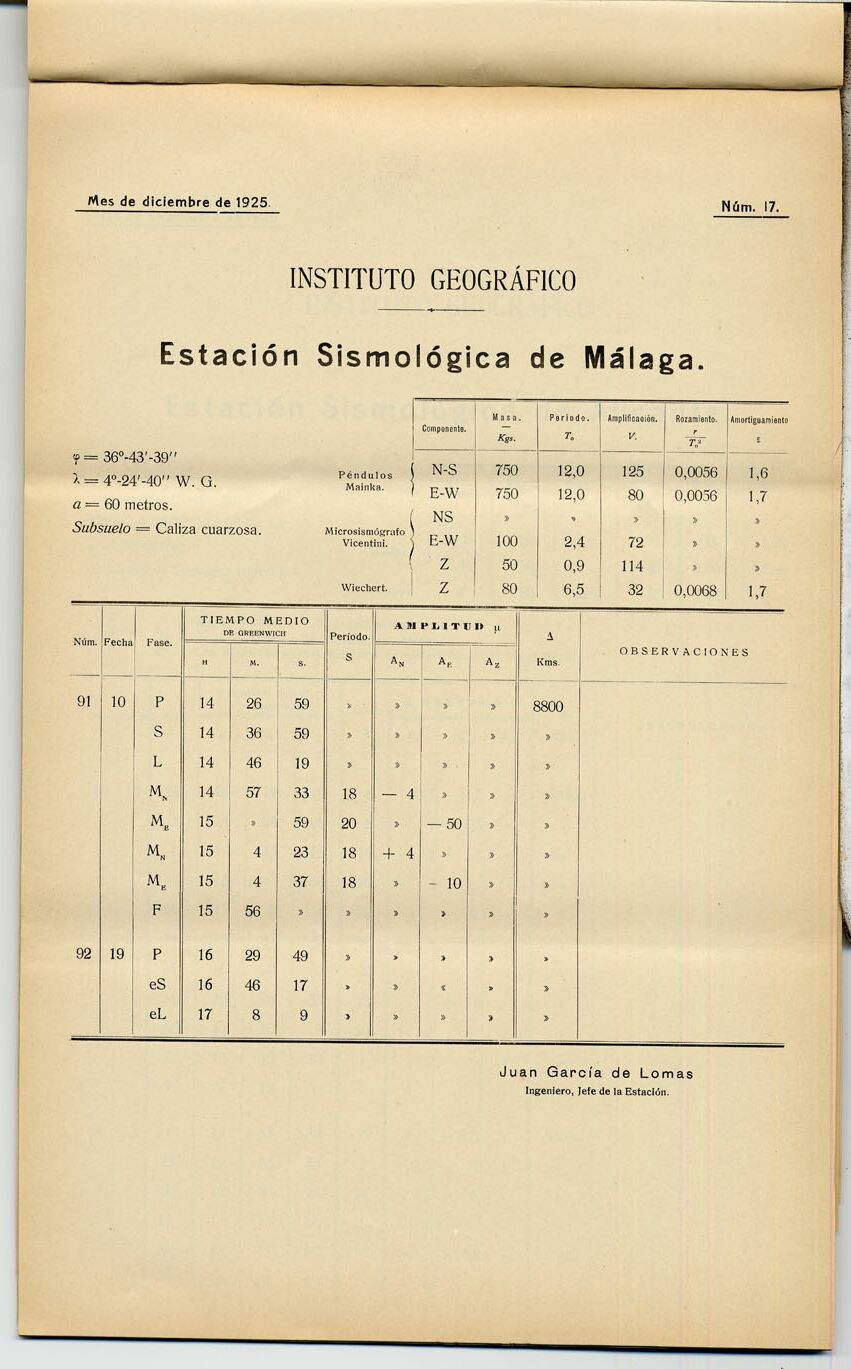 Mes de diciembre de 1925.
Núm. 17.
INSTITUTO GEOGRÁFICO
Estación Sismológica de Málaga.
φ = 36º-43'-39''
λ = 4º-24'-40'' W. G.
a = 60 metros.
Subsuelo = Caliza cuarzosa.
Componente. Masa. — Kgs. Periodo. T₀ Amplificación. V. Rozamiento. r/T₀² Amortiguamiento ε
Péndulos Mainka. N-S 750 12,0 125 0,0056 1,6
E-W 750 12,0 80 0,0056 1,7
Microsismógrafo Vicentini. NS » » » » »
E-W 100 2,4 72 » »
Z 50 0,9 114 » »
Wiechert. Z 80 6,5 32 0,0068 1,7
Núm. Fecha Fase. TIEMPO MEDIO DE GREENWICH Período. AMPLITUD μ Δ OBSERVACIONES
H M. S. S A_N A_E A_Z Kms.
91 10 P 14 26 59 » » » » 8800
S 14 36 59 » » » » »
L 14 46 19 » » » » »
M_N 14 57 33 18 — 4 » » »
M_E 15 » 59 20 » — 50 » »
M_N 15 4 23 18 + 4 » » »
M_E 15 4 37 18 » - 10 » »
F 15 56 » » » » » »
92 19 P 16 29 49 » » » » »
eS 16 46 17 » » « » »
eL 17 8 9 » » » » »
Juan García de Lomas
Ingeniero, Jefe de la Estación.